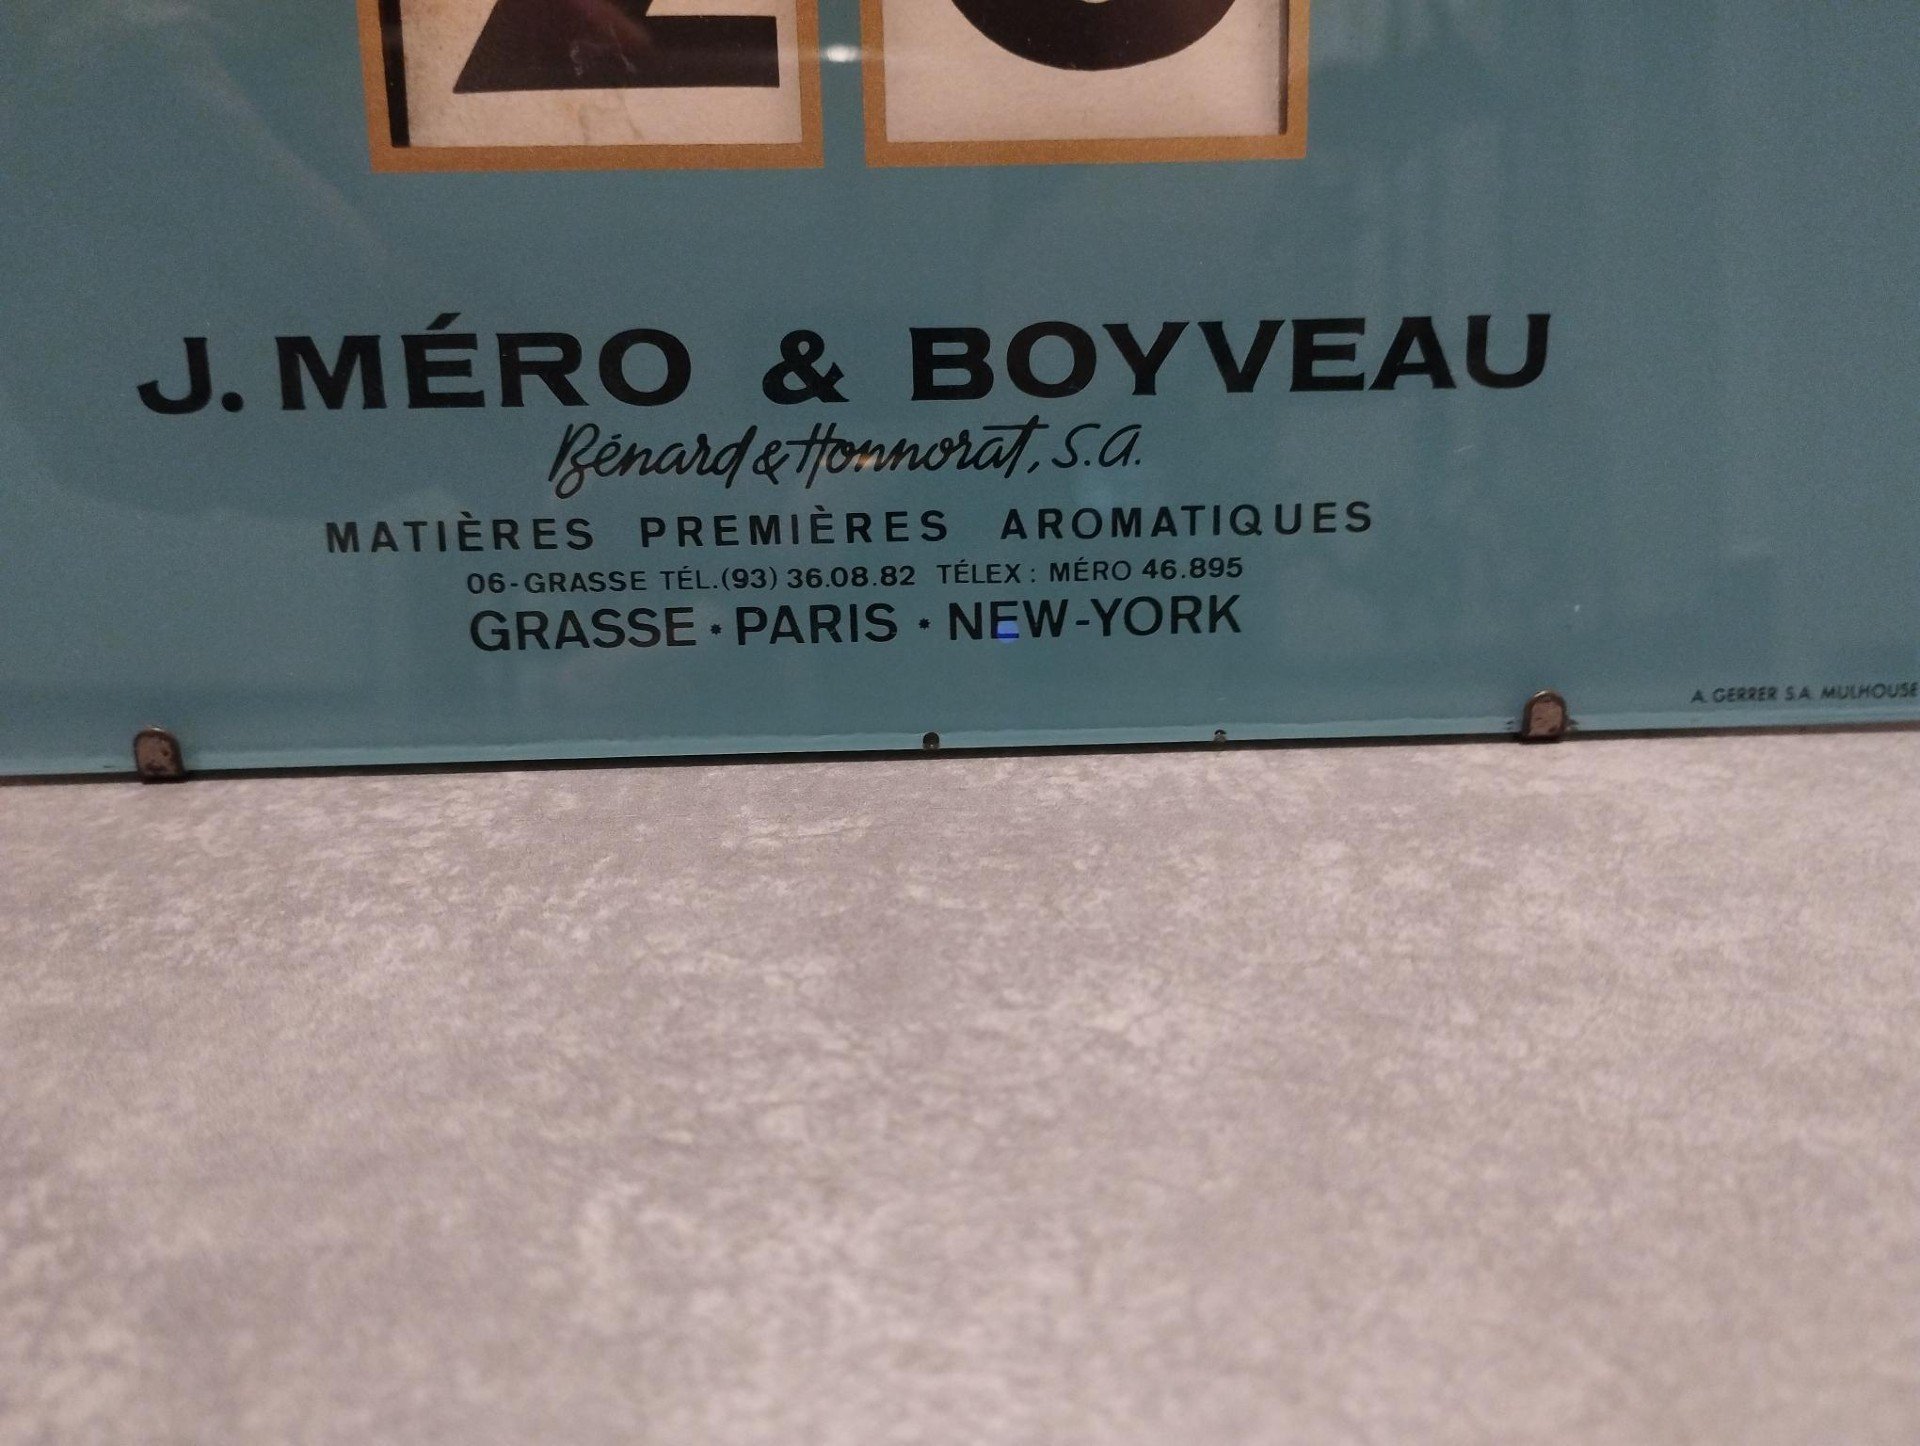 J. MÉRO & BOYVEAU
Bénard & Honnorat, S.A.
MATIÈRES PREMIÈRES AROMATIQUES
06-GRASSE TÉL.(93) 36.08.82 TÉLEX : MÉRO 46.895
GRASSE · PARIS · NEW-YORK
A. GERRER S.A. MULHOUSE